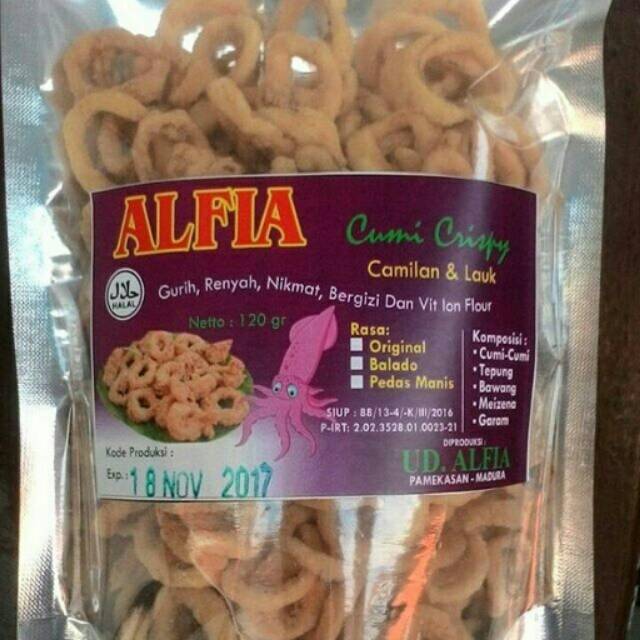 ALFIA
Cumi Crispy
Camilan & Lauk
حلال
HALAL
Gurih, Renyah, Nikmat, Bergizi Dan Vit Ion Flour
Netto : 120 gr
Rasa:
Original
Balado
Pedas Manis
Komposisi :
• Cumi-Cumi
• Tepung
• Bawang
• Meizena
• Garam
SIUP : 88/13-4/-K/III/2016
P-IRT: 2.02.3528.01.0023-21
DIPRODUKSI :
UD. ALFIA
PAMEKASAN - MADURA
Kode Produksi :
Exp.: 18 NOV 2017